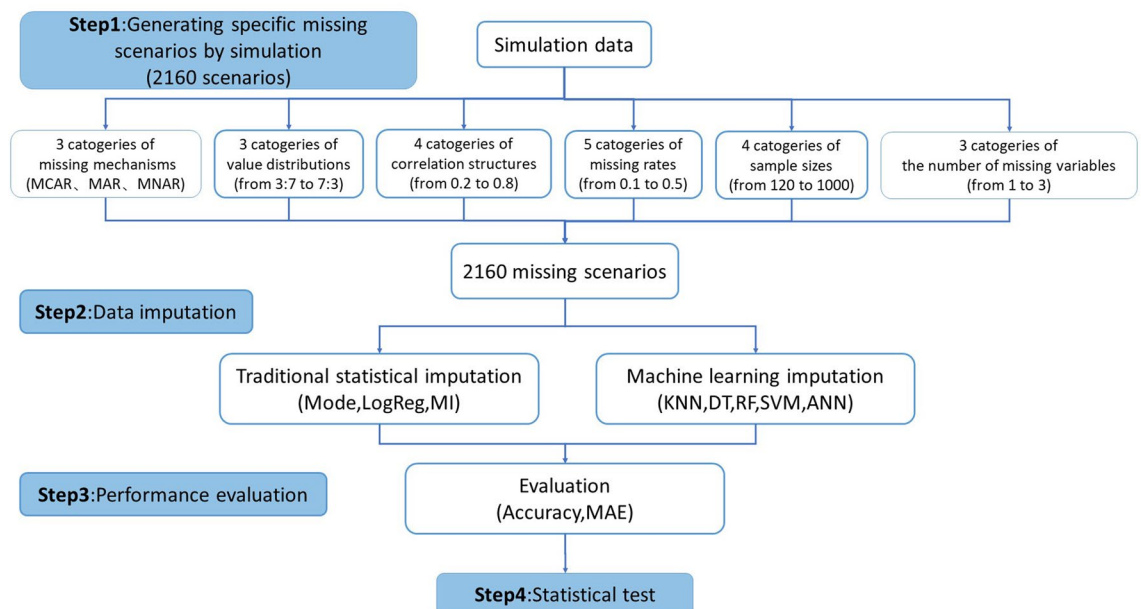 Step1:Generating specific missing
scenarios by simulation
(2160 scenarios)
Simulation data
3 catogeries of
missing mechanisms
(MCAR、MAR、MNAR)
3 catogeries of
value distributions
(from 3:7 to 7:3)
4 catogeries of
correlation structures
(from 0.2 to 0.8)
5 catogeries of
missing rates
(from 0.1 to 0.5)
4 catogeries of
sample sizes
(from 120 to 1000)
3 catogeries of
the number of missing variables
(from 1 to 3)
2160 missing scenarios
Step2:Data imputation
Traditional statistical imputation
(Mode,LogReg,MI)
Machine learning imputation
(KNN,DT,RF,SVM,ANN)
Step3:Performance evaluation
Evaluation
(Accuracy,MAE)
Step4:Statistical test